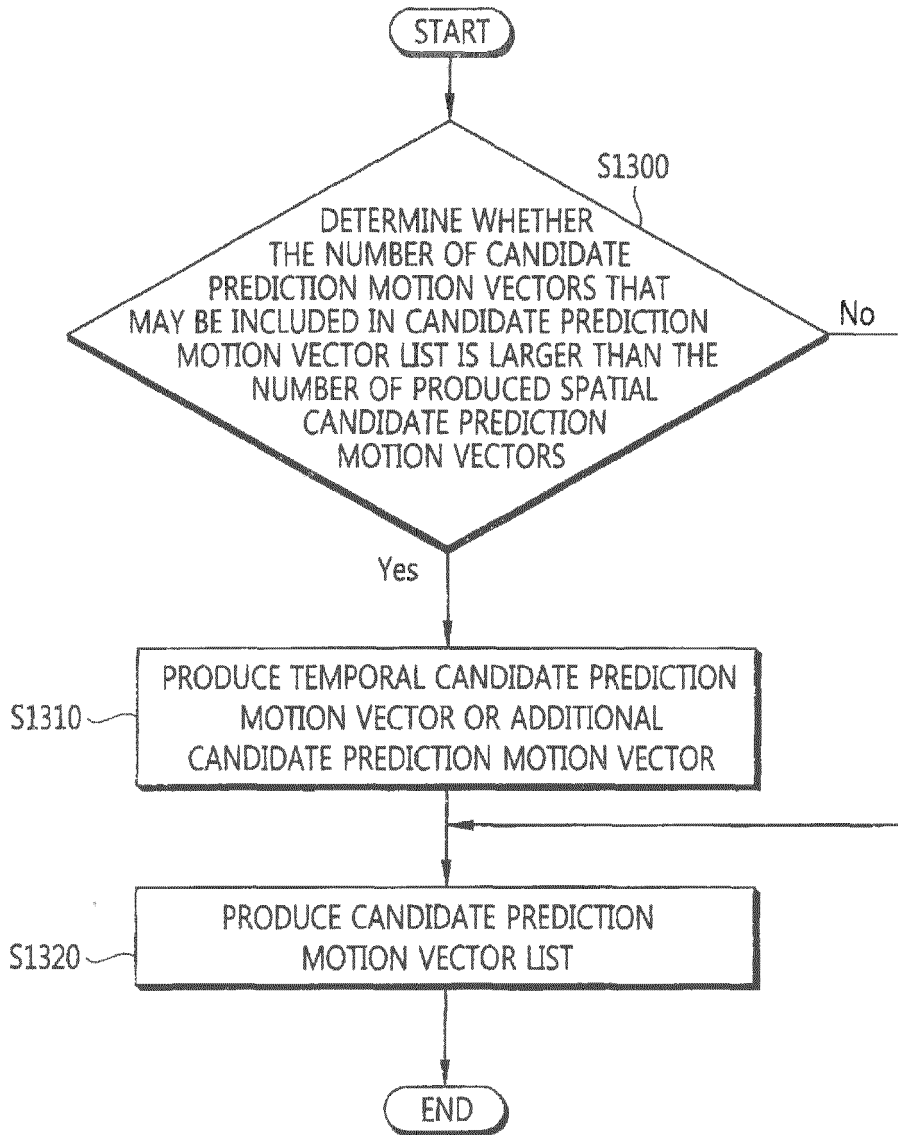 START
S1300
DETERMINE WHETHER
THE NUMBER OF CANDIDATE
PREDICTION MOTION VECTORS THAT
MAY BE INCLUDED IN CANDIDATE PREDICTION
MOTION VECTOR LIST IS LARGER THAN THE
NUMBER OF PRODUCED SPATIAL
CANDIDATE PREDICTION
MOTION VECTORS
No
Yes
S1310
PRODUCE TEMPORAL CANDIDATE PREDICTION
MOTION VECTOR OR ADDITIONAL
CANDIDATE PREDICTION MOTION VECTOR
S1320
PRODUCE CANDIDATE PREDICTION
MOTION VECTOR LIST
END